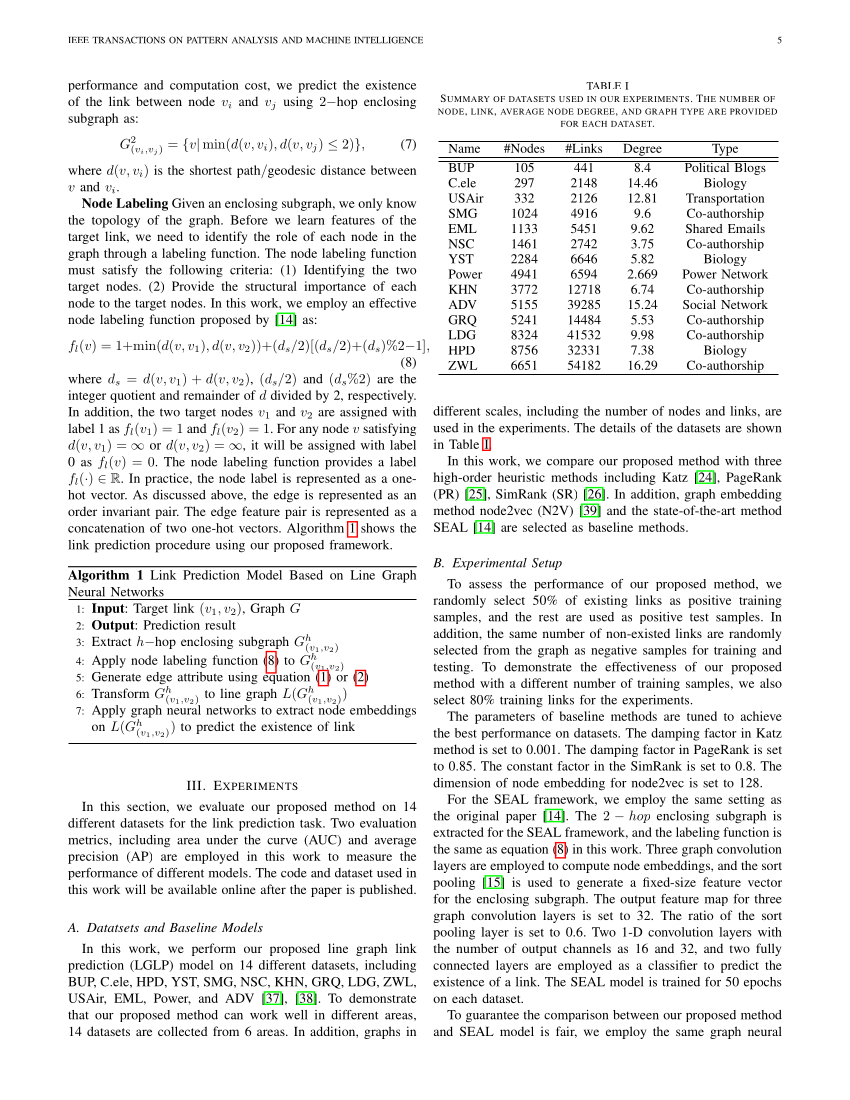 IEEE TRANSACTIONS ON PATTERN ANALYSIS AND MACHINE INTELLIGENCE 5
performance and computation cost, we predict the existence
of the link between node v_i and v_j using 2−hop enclosing
subgraph as:
G^2_{(v_i,v_j)} = {v| min(d(v, v_i), d(v, v_j) ≤ 2)}, (7)
where d(v, v_i) is the shortest path/geodesic distance between
v and v_i.
Node Labeling Given an enclosing subgraph, we only know
the topology of the graph. Before we learn features of the
target link, we need to identify the role of each node in the
graph through a labeling function. The node labeling function
must satisfy the following criteria: (1) Identifying the two
target nodes. (2) Provide the structural importance of each
node to the target nodes. In this work, we employ an effective
node labeling function proposed by [14] as:
f_l(v) = 1+min(d(v, v_1), d(v, v_2))+(d_s/2)[(d_s/2)+(d_s)%2−1],
(8)
where d_s = d(v, v_1) + d(v, v_2), (d_s/2) and (d_s%2) are the
integer quotient and remainder of d divided by 2, respectively.
In addition, the two target nodes v_1 and v_2 are assigned with
label 1 as f_l(v_1) = 1 and f_l(v_2) = 1. For any node v satisfying
d(v, v_1) = ∞ or d(v, v_2) = ∞, it will be assigned with label
0 as f_l(v) = 0. The node labeling function provides a label
f_l(·) ∈ ℝ. In practice, the node label is represented as a one-
hot vector. As discussed above, the edge is represented as an
order invariant pair. The edge feature pair is represented as a
concatenation of two one-hot vectors. Algorithm 1 shows the
link prediction procedure using our proposed framework.
Algorithm 1 Link Prediction Model Based on Line Graph
Neural Networks
1: Input: Target link (v_1, v_2), Graph G
2: Output: Prediction result
3: Extract h−hop enclosing subgraph G^h_{(v_1,v_2)}
4: Apply node labeling function (8) to G^h_{(v_1,v_2)}
5: Generate edge attribute using equation (1) or (2)
6: Transform G^h_{(v_1,v_2)} to line graph L(G^h_{(v_1,v_2)})
7: Apply graph neural networks to extract node embeddings
on L(G^h_{(v_1,v_2)}) to predict the existence of link
III. EXPERIMENTS
In this section, we evaluate our proposed method on 14
different datasets for the link prediction task. Two evaluation
metrics, including area under the curve (AUC) and average
precision (AP) are employed in this work to measure the
performance of different models. The code and dataset used in
this work will be available online after the paper is published.
A. Datatsets and Baseline Models
In this work, we perform our proposed line graph link
prediction (LGLP) model on 14 different datasets, including
BUP, C.ele, HPD, YST, SMG, NSC, KHN, GRQ, LDG, ZWL,
USAir, EML, Power, and ADV [37], [38]. To demonstrate
that our proposed method can work well in different areas,
14 datasets are collected from 6 areas. In addition, graphs in
TABLE I
SUMMARY OF DATASETS USED IN OUR EXPERIMENTS. THE NUMBER OF
NODE, LINK, AVERAGE NODE DEGREE, AND GRAPH TYPE ARE PROVIDED
FOR EACH DATASET.
Name #Nodes #Links Degree Type
BUP 105 441 8.4 Political Blogs
C.ele 297 2148 14.46 Biology
USAir 332 2126 12.81 Transportation
SMG 1024 4916 9.6 Co-authorship
EML 1133 5451 9.62 Shared Emails
NSC 1461 2742 3.75 Co-authorship
YST 2284 6646 5.82 Biology
Power 4941 6594 2.669 Power Network
KHN 3772 12718 6.74 Co-authorship
ADV 5155 39285 15.24 Social Network
GRQ 5241 14484 5.53 Co-authorship
LDG 8324 41532 9.98 Co-authorship
HPD 8756 32331 7.38 Biology
ZWL 6651 54182 16.29 Co-authorship
different scales, including the number of nodes and links, are
used in the experiments. The details of the datasets are shown
in Table I.
In this work, we compare our proposed method with three
high-order heuristic methods including Katz [24], PageRank
(PR) [25], SimRank (SR) [26]. In addition, graph embedding
method node2vec (N2V) [39] and the state-of-the-art method
SEAL [14] are selected as baseline methods.
B. Experimental Setup
To assess the performance of our proposed method, we
randomly select 50% of existing links as positive training
samples, and the rest are used as positive test samples. In
addition, the same number of non-existed links are randomly
selected from the graph as negative samples for training and
testing. To demonstrate the effectiveness of our proposed
method with a different number of training samples, we also
select 80% training links for the experiments.
The parameters of baseline methods are tuned to achieve
the best performance on datasets. The damping factor in Katz
method is set to 0.001. The damping factor in PageRank is set
to 0.85. The constant factor in the SimRank is set to 0.8. The
dimension of node embedding for node2vec is set to 128.
For the SEAL framework, we employ the same setting as
the original paper [14]. The 2 − hop enclosing subgraph is
extracted for the SEAL framework, and the labeling function is
the same as equation (8) in this work. Three graph convolution
layers are employed to compute node embeddings, and the sort
pooling [15] is used to generate a fixed-size feature vector
for the enclosing subgraph. The output feature map for three
graph convolution layers is set to 32. The ratio of the sort
pooling layer is set to 0.6. Two 1-D convolution layers with
the number of output channels as 16 and 32, and two fully
connected layers are employed as a classifier to predict the
existence of a link. The SEAL model is trained for 50 epochs
on each dataset.
To guarantee the comparison between our proposed method
and SEAL model is fair, we employ the same graph neural